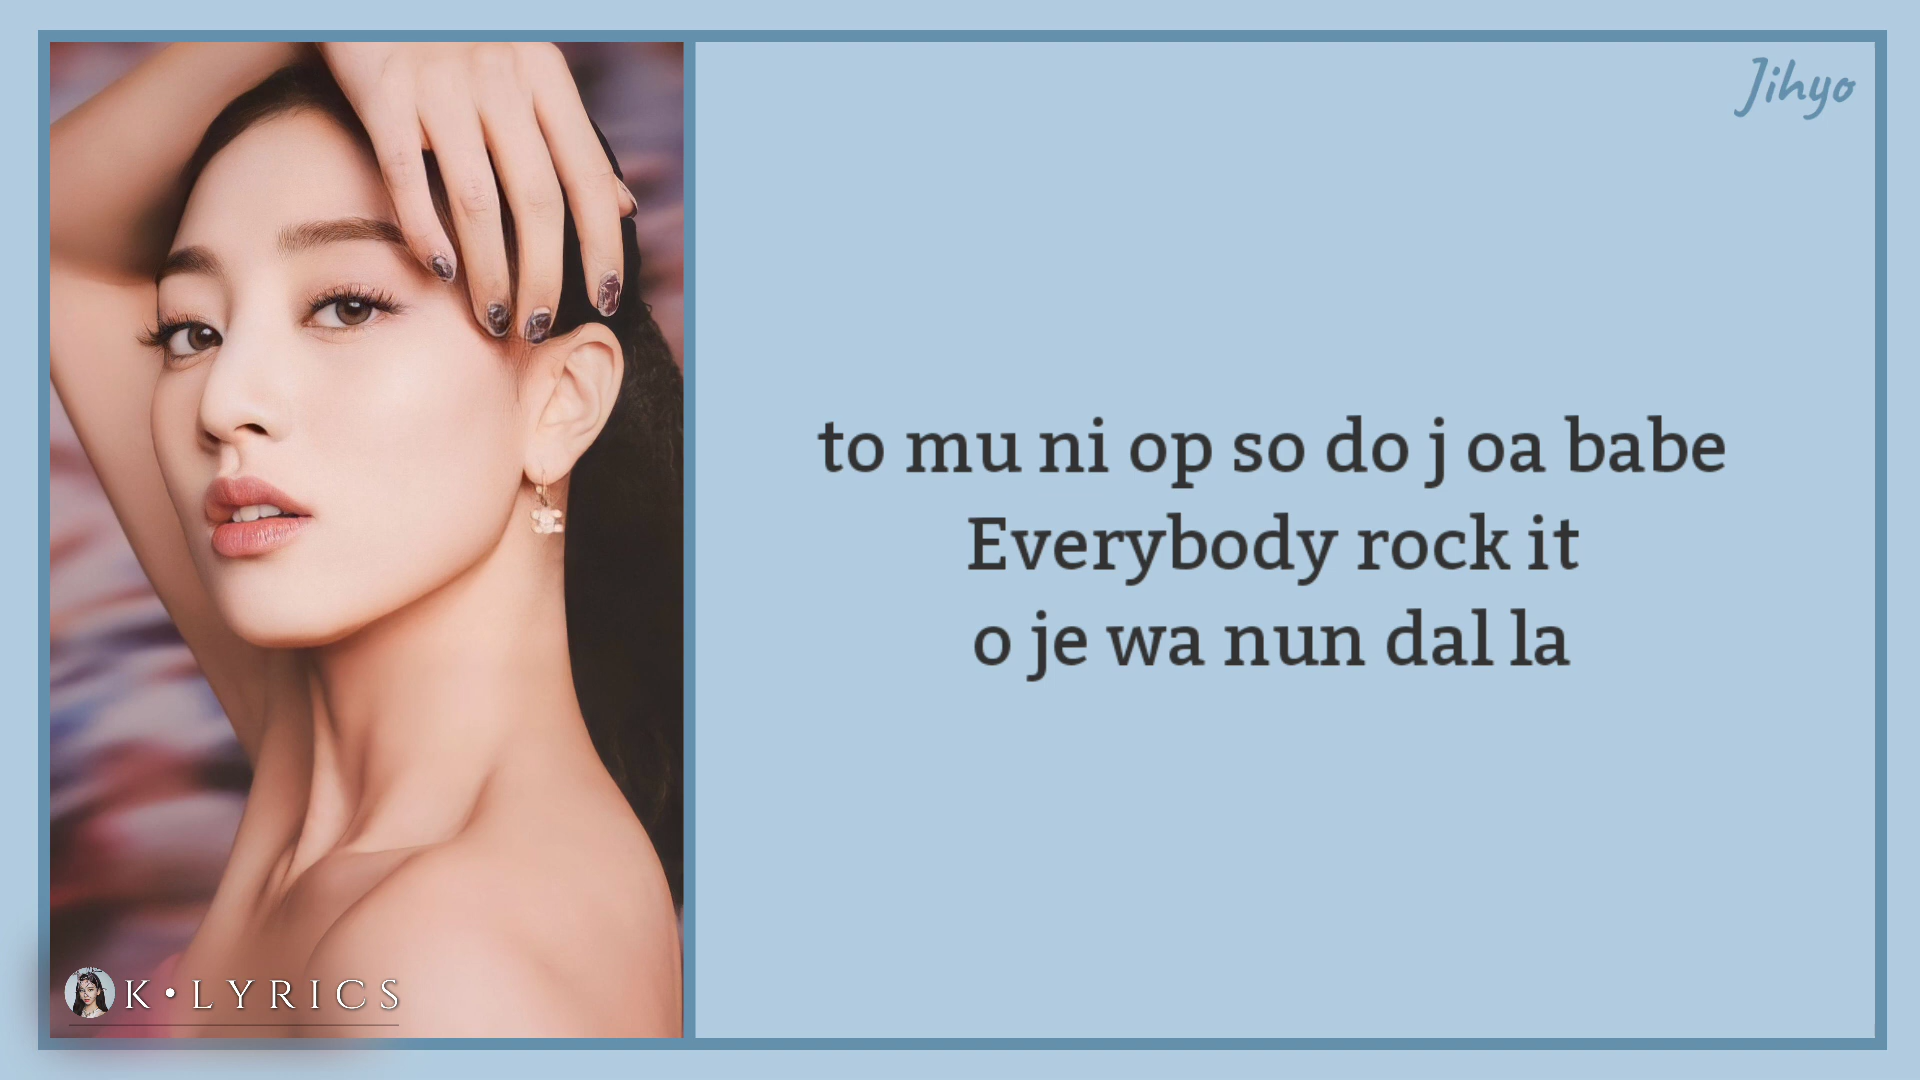 Jihyo
to mu ni op so do j oa babe
Everybody rock it
o je wa nun dal la
K•LYRICS